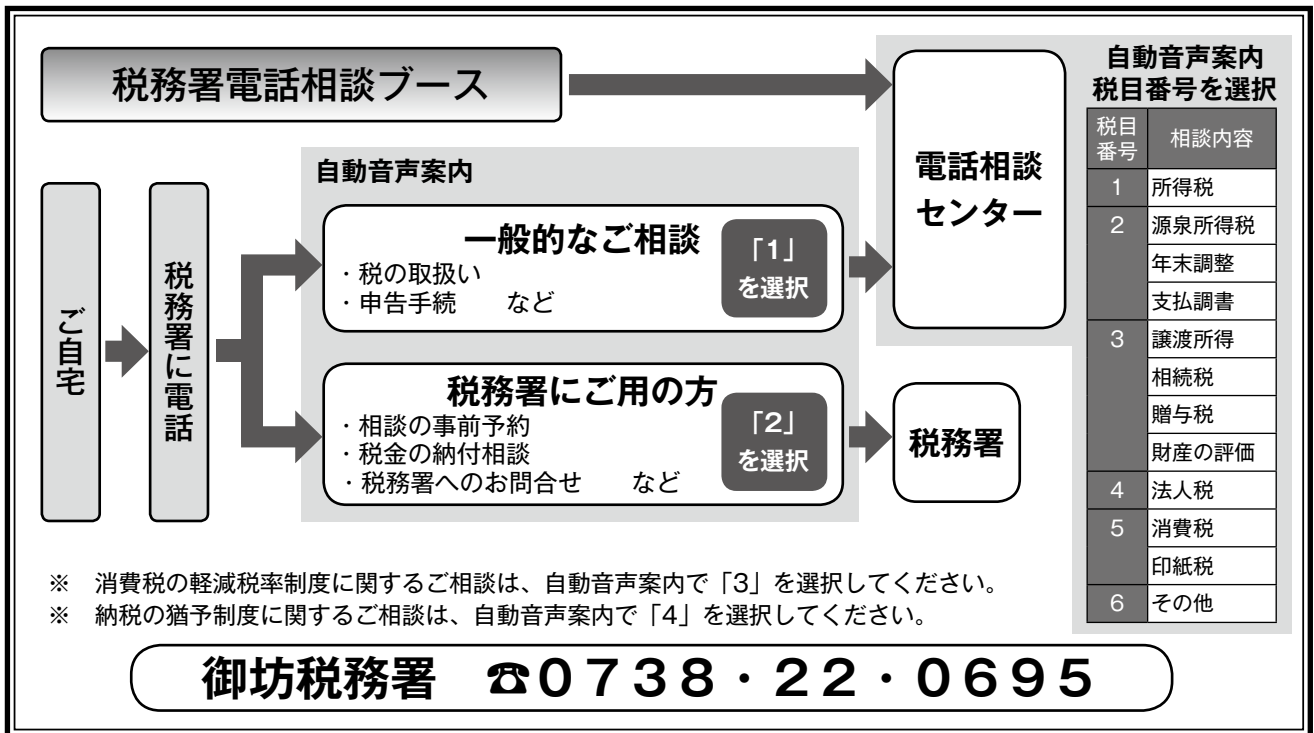 税務署電話相談ブース
ご自宅
税務署に電話
自動音声案内
一般的なご相談
・税の取扱い
・申告手続　　など
「1」
を選択
税務署にご用の方
・相談の事前予約
・税金の納付相談
・税務署へのお問合せ　　など
「2」
を選択
電話相談
センター
税務署
自動音声案内
税目番号を選択
税目
番号
相談内容
1　所得税
2　源泉所得税
年末調整
支払調書
3　譲渡所得
相続税
贈与税
財産の評価
4　法人税
5　消費税
印紙税
6　その他
※　消費税の軽減税率制度に関するご相談は、自動音声案内で「3」を選択してください。
※　納税の猶予制度に関するご相談は、自動音声案内で「4」を選択してください。
御坊税務署　☎0738・22・0695